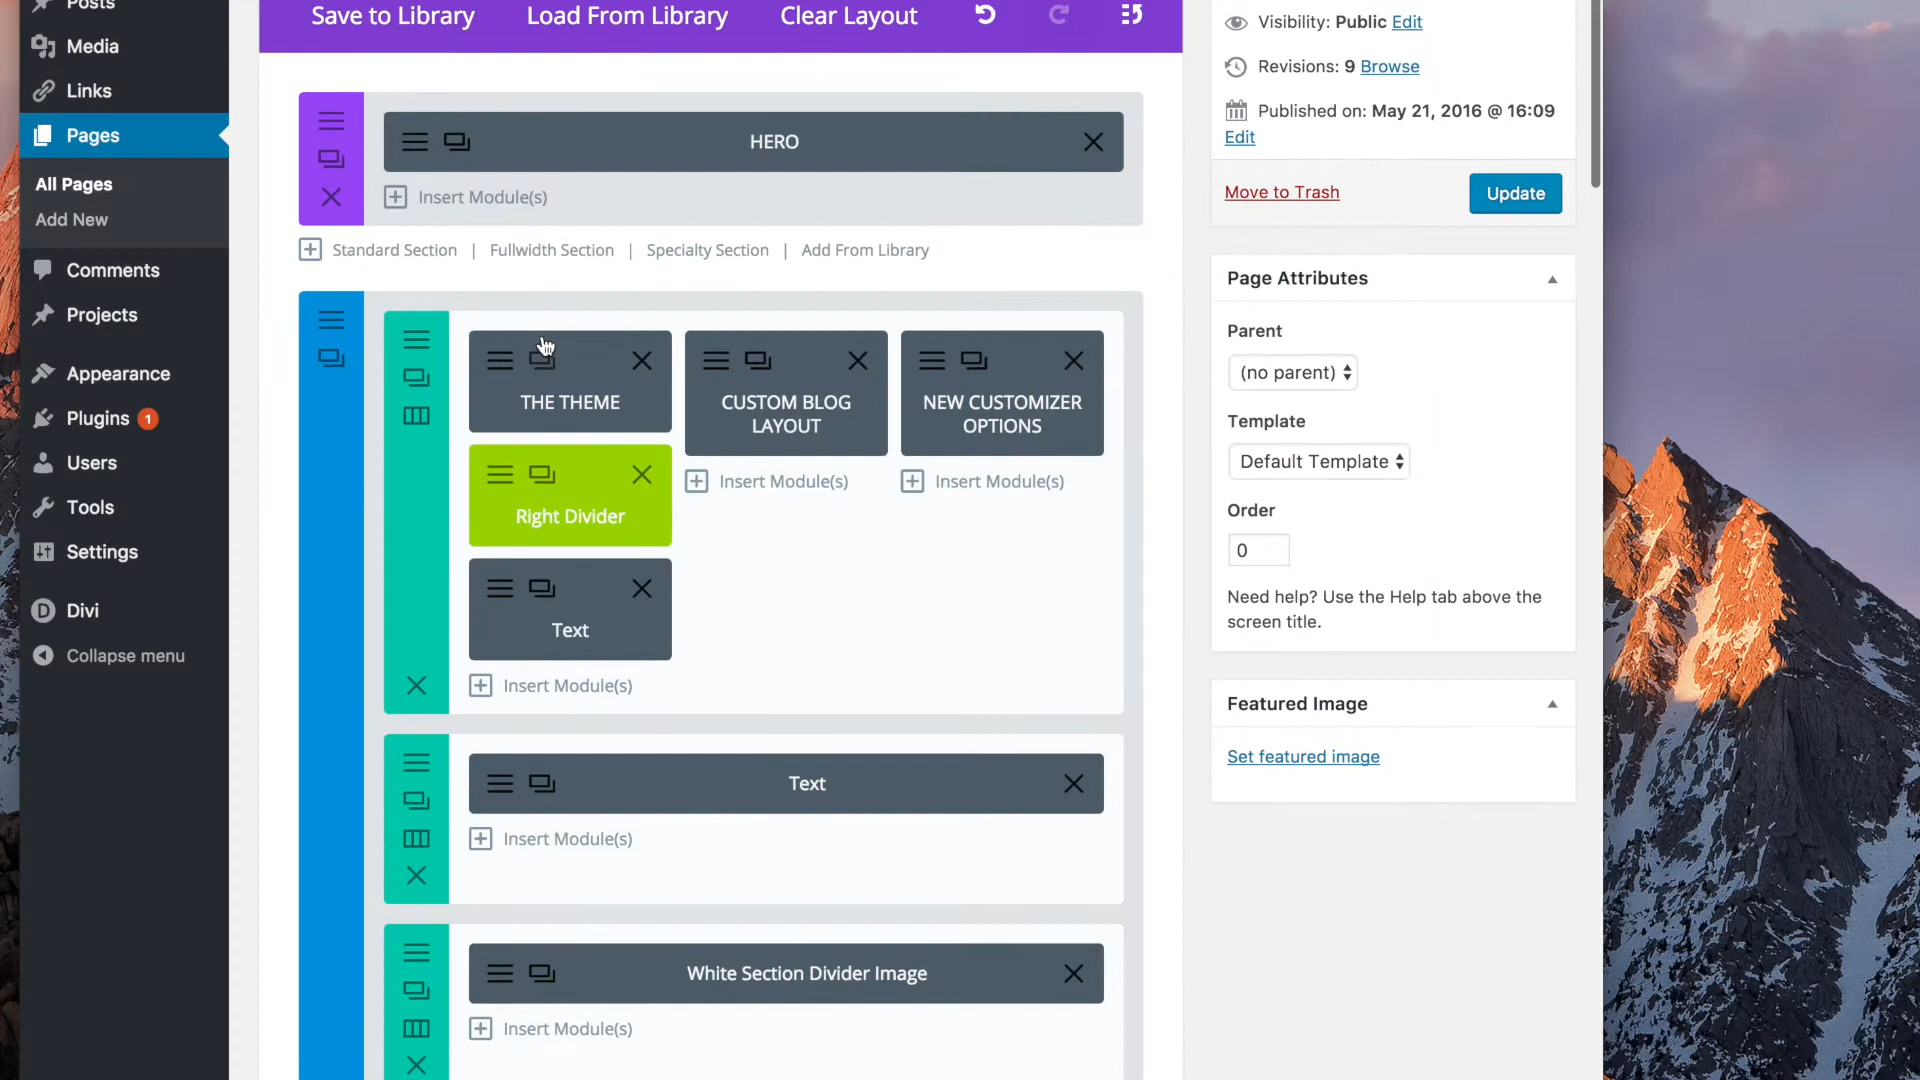 Posts
Media
Links
Pages
All Pages
Add New
Comments
Projects
Appearance
Plugins 1
Users
Tools
Settings
Divi
Collapse menu
Save to Library Load From Library Clear Layout
HERO
Insert Module(s)
Standard Section | Fullwidth Section | Specialty Section | Add From Library
THE THEME
Right Divider
Text
Insert Module(s)
CUSTOM BLOG
LAYOUT
Insert Module(s)
NEW CUSTOMIZER
OPTIONS
Insert Module(s)
Text
Insert Module(s)
White Section Divider Image
Insert Module(s)
Visibility: Public Edit
Revisions: 9 Browse
Published on: May 21, 2016 @ 16:09
Edit
Move to Trash Update
Page Attributes
Parent
(no parent)
Template
Default Template
Order
0
Need help? Use the Help tab above the
screen title.
Featured Image
Set featured image